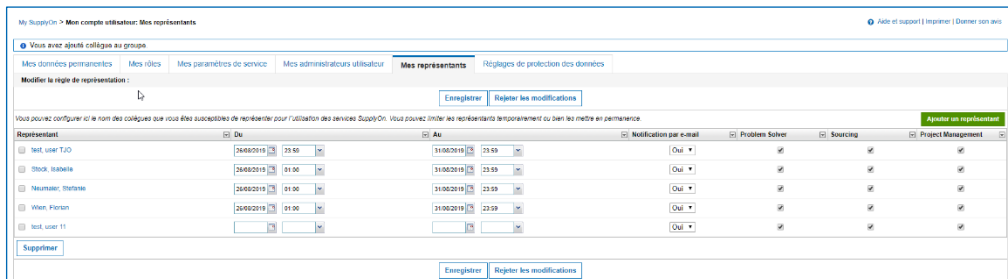 My SupplyOn > Mon compte utilisateur: Mes représentants
Aide et support | Imprimer | Donner son avis
Vous avez ajouté collègue au groupe.
Mes données permanentes Mes rôles Mes paramètres de service Mes administrateurs utilisateur Mes représentants Réglages de protection des données
Modifier la règle de représentation :
Enregistrer Rejeter les modifications
Vous pouvez configurer ici le nom des collègues que vous êtes susceptibles de représenter pour l'utilisation des services SupplyOn. Vous pouvez limiter les représentants temporairement ou bien les mettre en permanence.
Ajouter un représentant
Représentant Du Au Notification par e-mail Problem Solver Sourcing Project Management
test, user TJO 26/08/2019 23:59 31/08/2019 23:59 Oui
Stock, Isabella 26/08/2019 01:00 31/08/2019 23:59 Oui
Neumaier, Stefanie 26/08/2019 01:00 31/08/2019 23:59 Oui
Wien, Florian 26/08/2019 01:00 31/08/2019 23:59 Oui
test, user 11 Oui
Supprimer
Enregistrer Rejeter les modifications